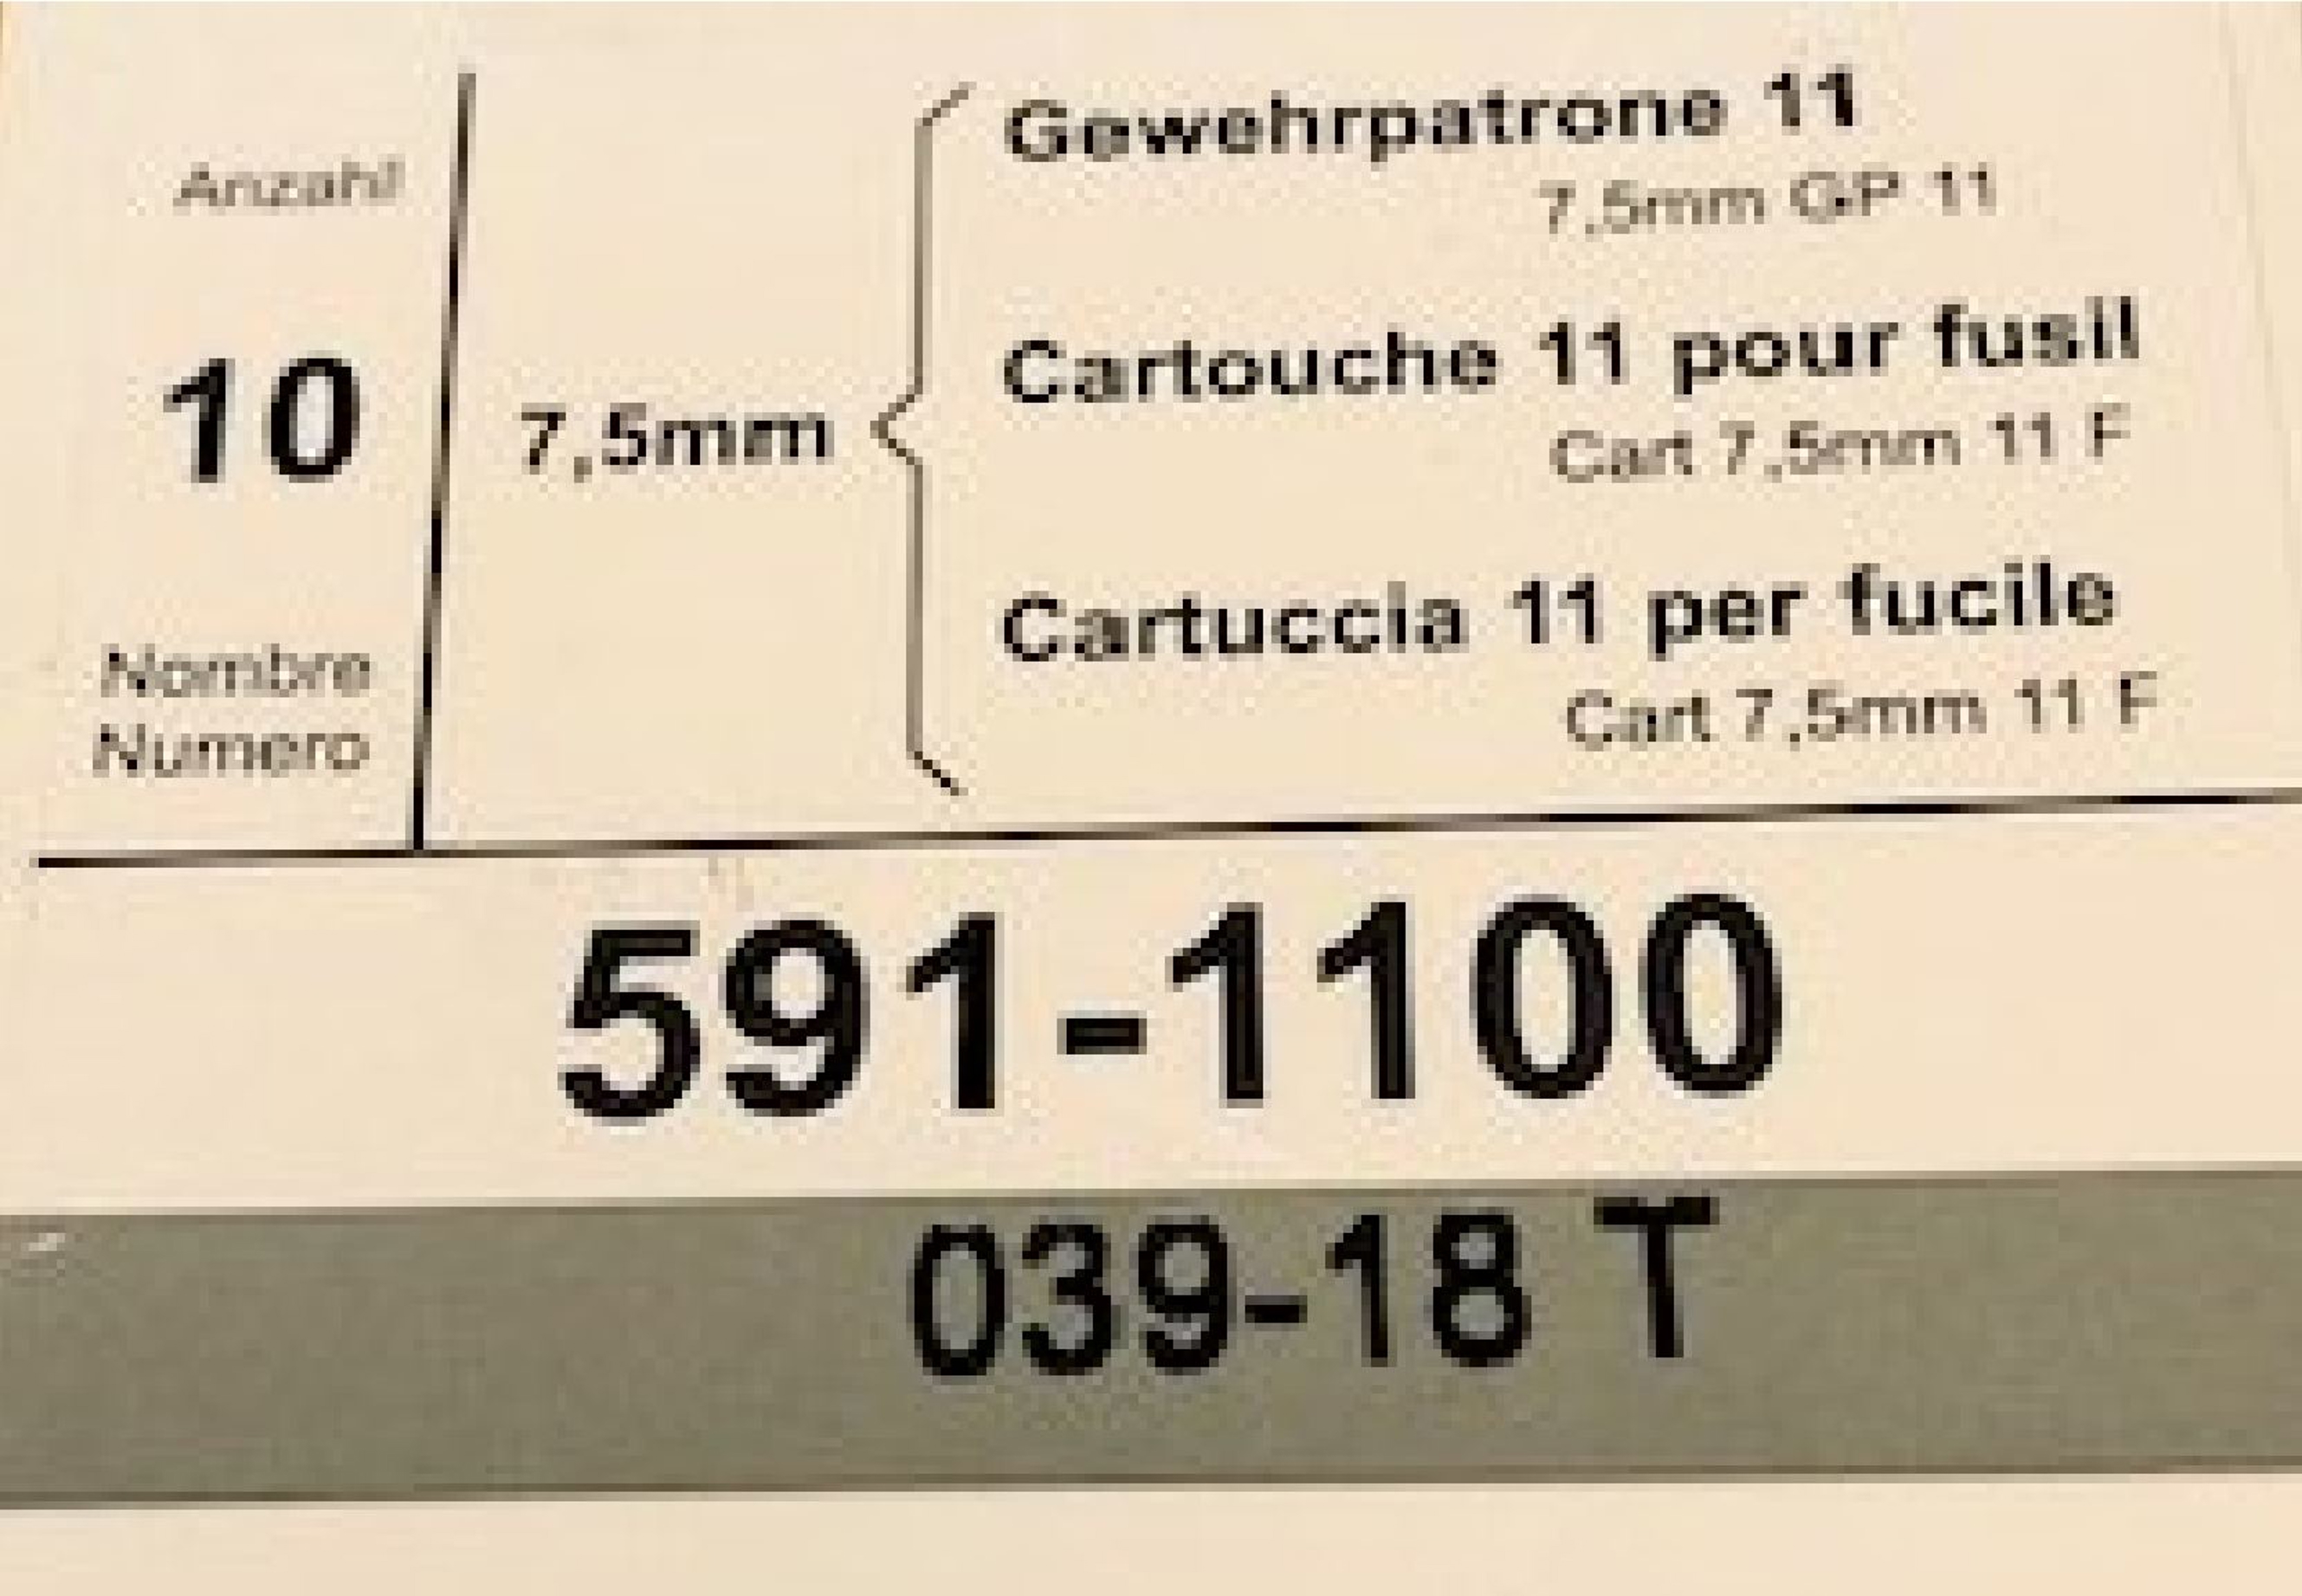 Anzahl
10
Nombre
Numero
7,5mm
Gewehrpatrone 11
7,5mm GP 11
Cartouche 11 pour fusil
Cart 7,5mm 11 F
Cartuccia 11 per fucile
Cart 7,5mm 11 F
591-1100
039-18 T